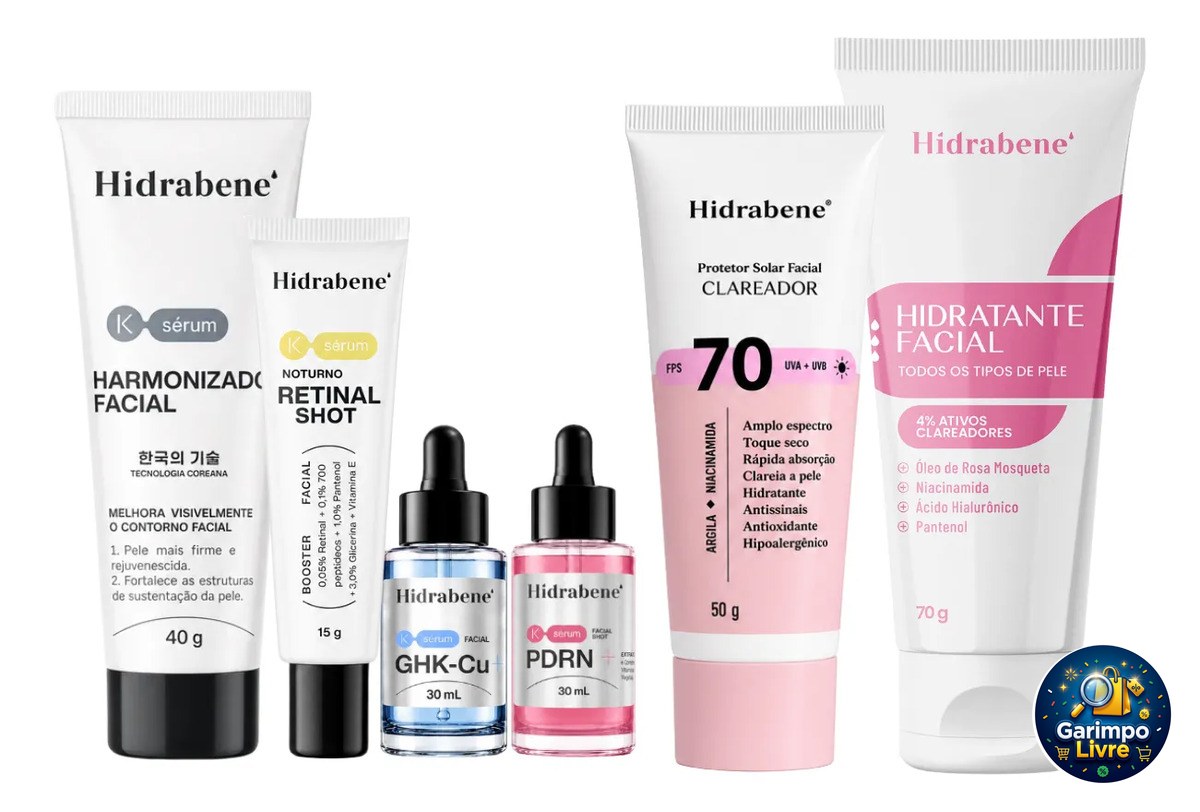 Hidrabene
K sérum
HARMONIZADO
FACIAL
한국의 기술
TECNOLOGIA COREANA
MELHORA VISIVELMENTE
O CONTORNO FACIAL
1. Pele mais firme e
rejuvenescida.
2. Fortalece as estruturas
de sustentação da pele.
40 g
Hidrabene
K sérum
NOTURNO
RETINAL
SHOT
BOOSTER FACIAL
0,05% Retinal + 0,1% 700
peptídeos + 1,0% Pantenol
+ 3,0% Glicerina + Vitamina E
15 g
Hidrabene
K sérum FACIAL
GHK-Cu
30 mL
Hidrabene
K sérum FACIAL
SHOT
PDRN
30 mL
Hidrabene®
Protetor Solar Facial
CLAREADOR
FPS 70 UVA + UVB
ARGILA ◆ NIACINAMIDA
Amplo espectro
Toque seco
Rápida absorção
Clareia a pele
Hidratante
Antissinais
Antioxidante
Hipoalergênico
50 g
Hidrabene
HIDRATANTE
FACIAL
TODOS OS TIPOS DE PELE
4% ATIVOS
CLAREADORES
Óleo de Rosa Mosqueta
Niacinamida
Ácido Hialurônico
Pantenol
70 g
Garimpo
Livre